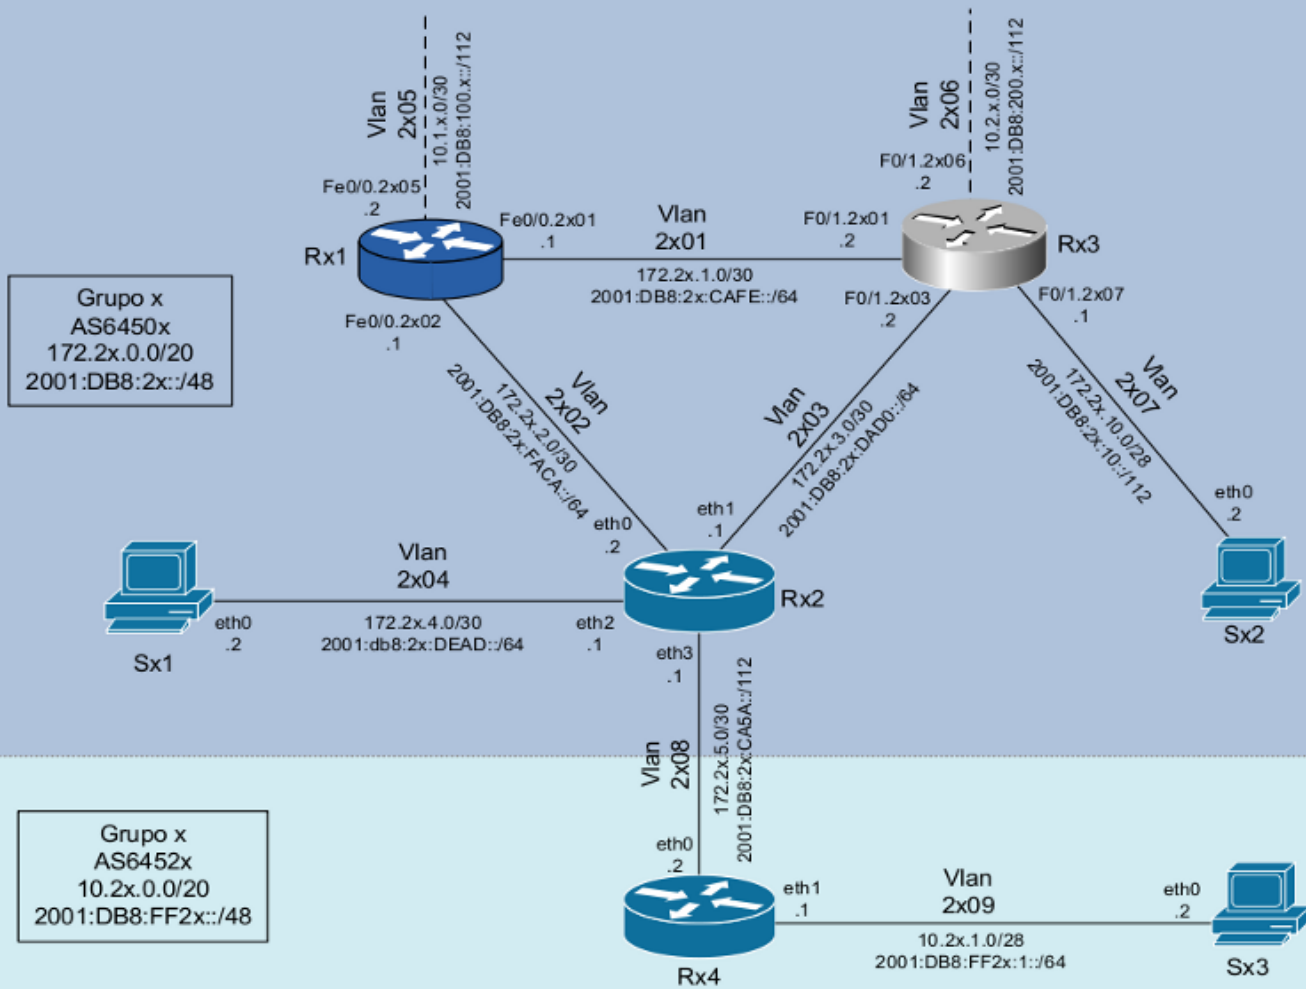 Vlan
2x05
10.1.x.0/30
2001:DB8:100.x::/112
Vlan
2x06
10.2.x.0/30
2001:DB8:200.x::/112
Fe0/0.2x05
.2
F0/1.2x06
.2
Fe0/0.2x01
.1
Vlan
2x01
F0/1.2x01
.2
Rx1
Rx3
172.2x.1.0/30
2001:DB8:2x:CAFE::/64
F0/1.2x03
.2
F0/1.2x07
.1
Grupo x
AS6450x
172.2x.0.0/20
2001:DB8:2x::/48
Fe0/0.2x02
.1
Vlan
2x02
172.2x.2.0/30
2001:DB8:2x:FACA::/64
Vlan
2x03
172.2x.3.0/30
2001:DB8:2x:DAD0::/64
Vlan
2x07
172.2x.10.0/28
2001:DB8:2x:10::/112
eth0
.2
eth1
.1
eth0
.2
Vlan
2x04
Rx2
172.2x.4.0/30
2001:db8:2x:DEAD::/64
eth0
.2
eth2
.1
Sx1
Sx2
eth3
.1
Vlan
2x08
172.2x.5.0/30
2001:DB8:2x:CA5A::/112
Grupo x
AS6452x
10.2x.0.0/20
2001:DB8:FF2x::/48
eth0
.2
eth1
.1
Vlan
2x09
eth0
.2
10.2x.1.0/28
2001:DB8:FF2x:1::/64
Rx4
Sx3